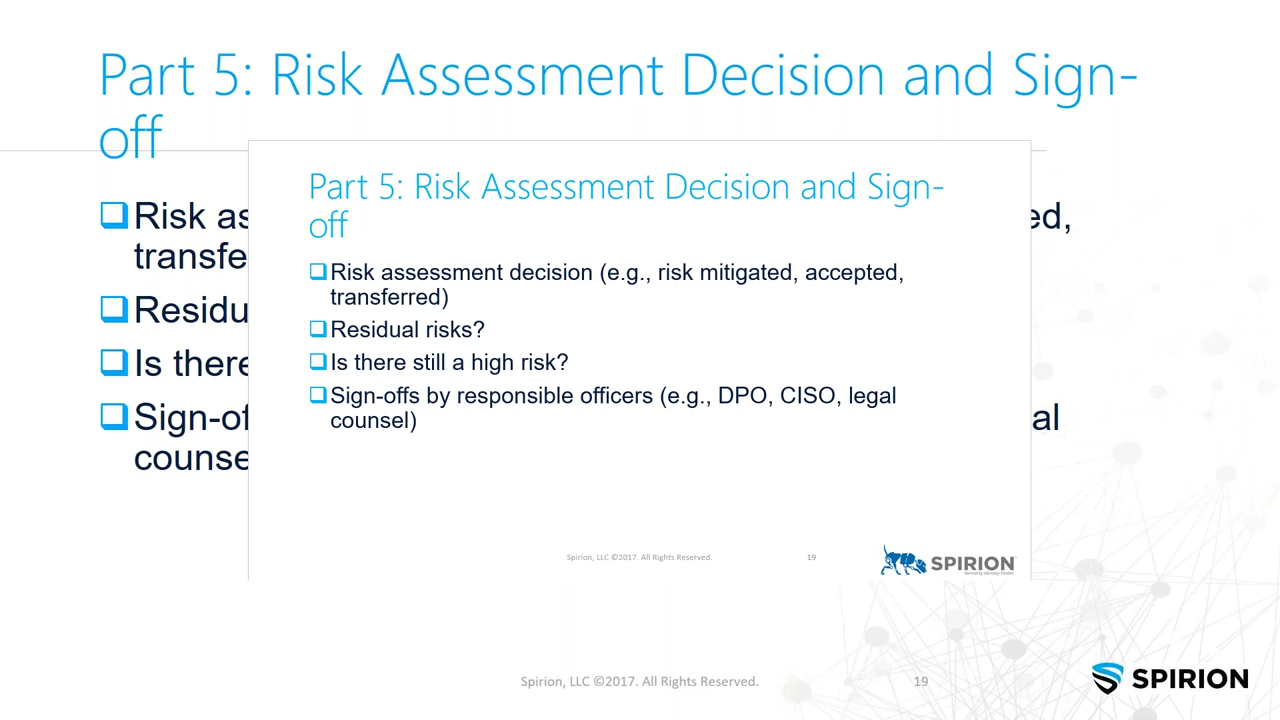 Part 5: Risk Assessment Decision and Sign-
off
Risk as
ed,
transfe
Residu
Is there
Sign-of
al
counse
Part 5: Risk Assessment Decision and Sign-
off
Risk assessment decision (e.g., risk mitigated, accepted,
transferred)
Residual risks?
Is there still a high risk?
Sign-offs by responsible officers (e.g., DPO, CISO, legal
counsel)
Spirion, LLC ©2017. All Rights Reserved.
19
SPIRION
formerly Identity Finder
Spirion, LLC ©2017. All Rights Reserved.
19
SPIRION